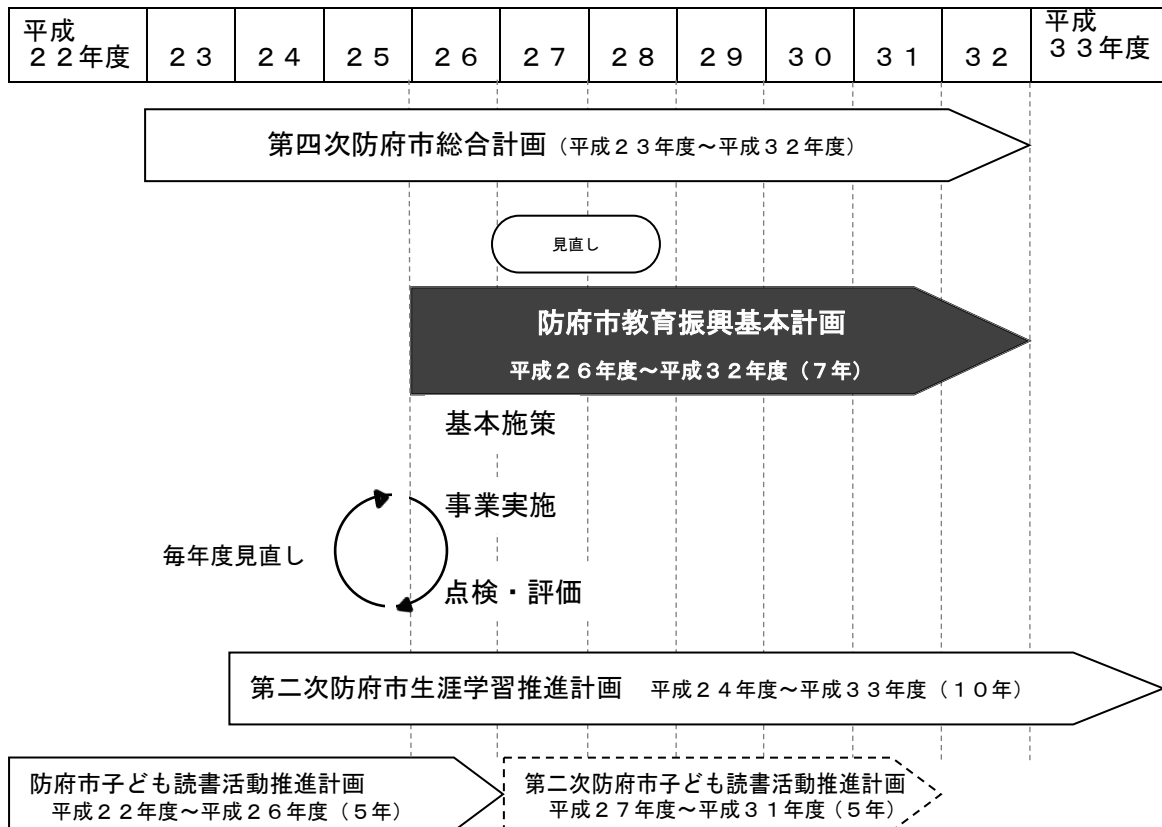 平成
２２年度 ２３ ２４ ２５ ２６ ２７ ２８ ２９ ３０ ３１ ３２ 平成
３３年度
第四次防府市総合計画（平成２３年度～平成３２年度）
見直し
防府市教育振興基本計画
平成２６年度～平成３２年度（７年）
基本施策
事業実施
毎年度見直し
点検・評価
第二次防府市生涯学習推進計画 平成２４年度～平成３３年度（１０年）
防府市子ども読書活動推進計画
平成２２年度～平成２６年度（５年）
第二次防府市子ども読書活動推進計画
平成２７年度～平成３１年度（５年）